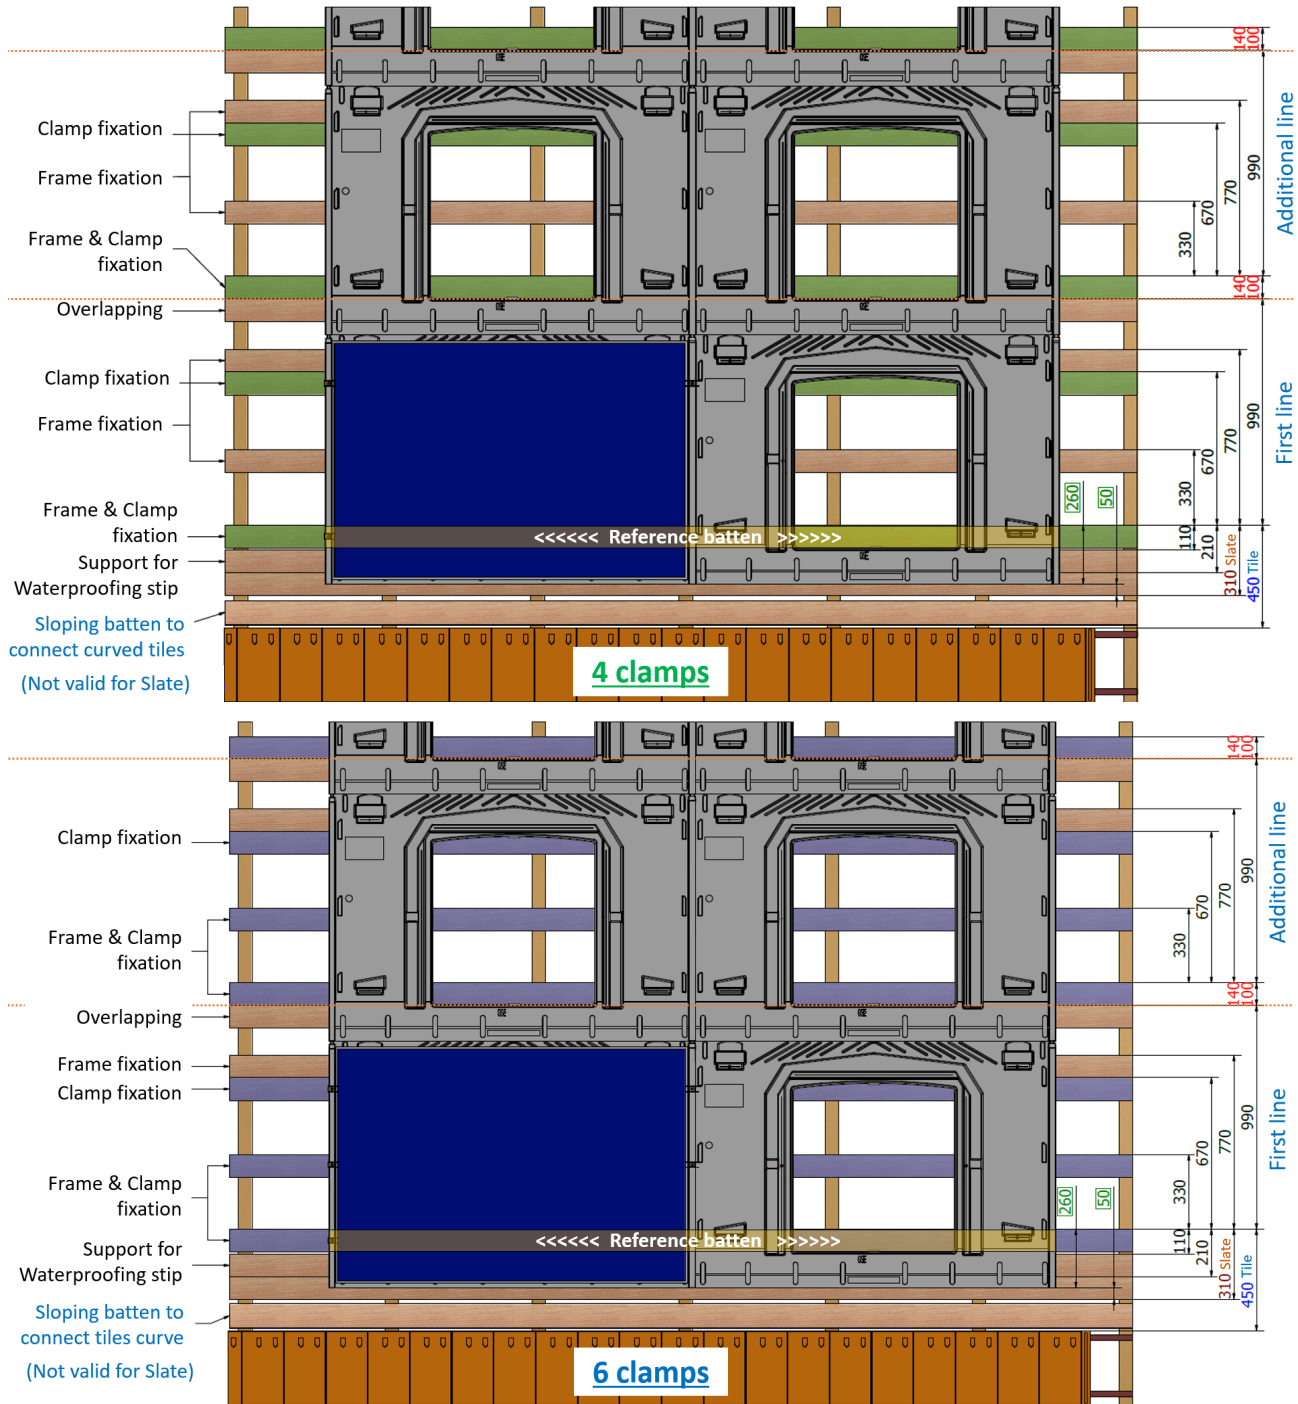 140
100
Clamp fixation
Frame fixation
Frame & Clamp
fixation
Overlapping
330
670
770
990
Additional line
140
100
Clamp fixation
Frame fixation
Frame & Clamp
fixation
Support for
Waterproofing stip
Sloping batten to
connect curved tiles
(Not valid for Slate)
<<<<<< Reference batten >>>>>>
330
670
770
990
First line
260
50
110
210
310 Slate
450 Tile
4 clamps
140
100
Clamp fixation
Frame & Clamp
fixation
Overlapping
330
670
770
990
Additional line
140
100
Frame fixation
Clamp fixation
Frame & Clamp
fixation
Support for
Waterproofing stip
Sloping batten to
connect tiles curve
(Not valid for Slate)
<<<<<< Reference batten >>>>>>
330
670
770
990
First line
260
50
110
210
310 Slate
450 Tile
6 clamps